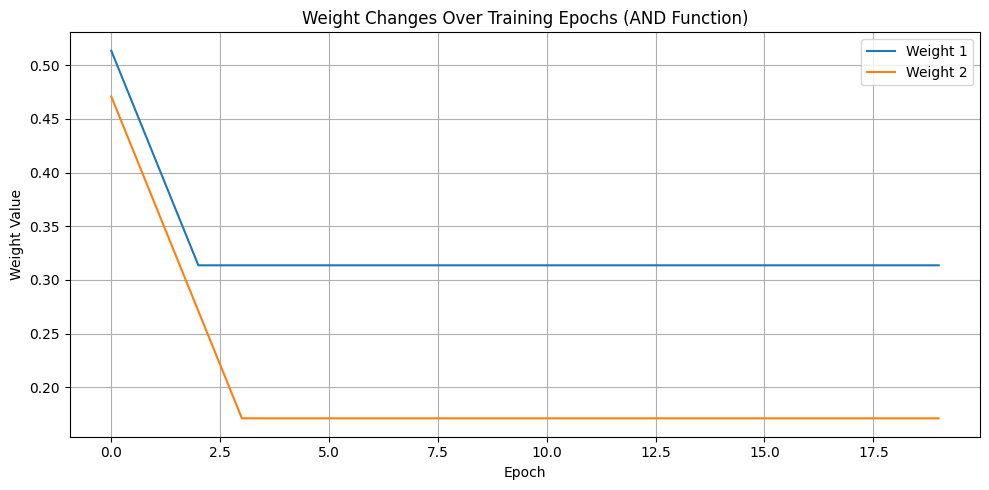 Weight Changes Over Training Epochs (AND Function)
Weight 1
Weight 2
0.50
0.45
0.40
0.35
0.30
0.25
0.20
Weight Value
0.0 2.5 5.0 7.5 10.0 12.5 15.0 17.5
Epoch